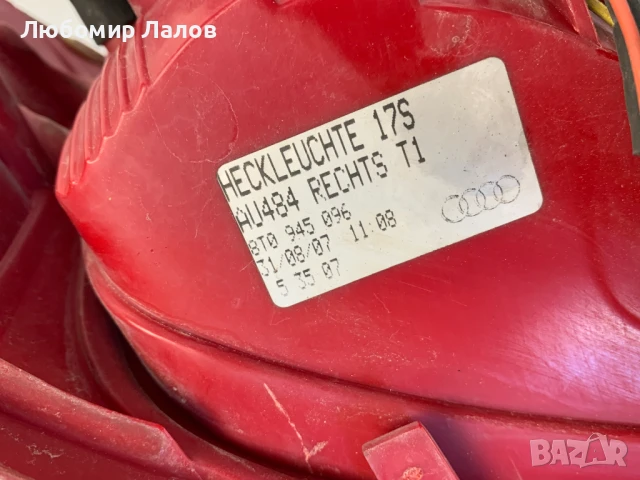 Любомир Лалов
HECKLEUCHTE 17S
AU484 RECHTS T1
8T0 945 096
31/08/07 11:08
5 35 07
BAZAR